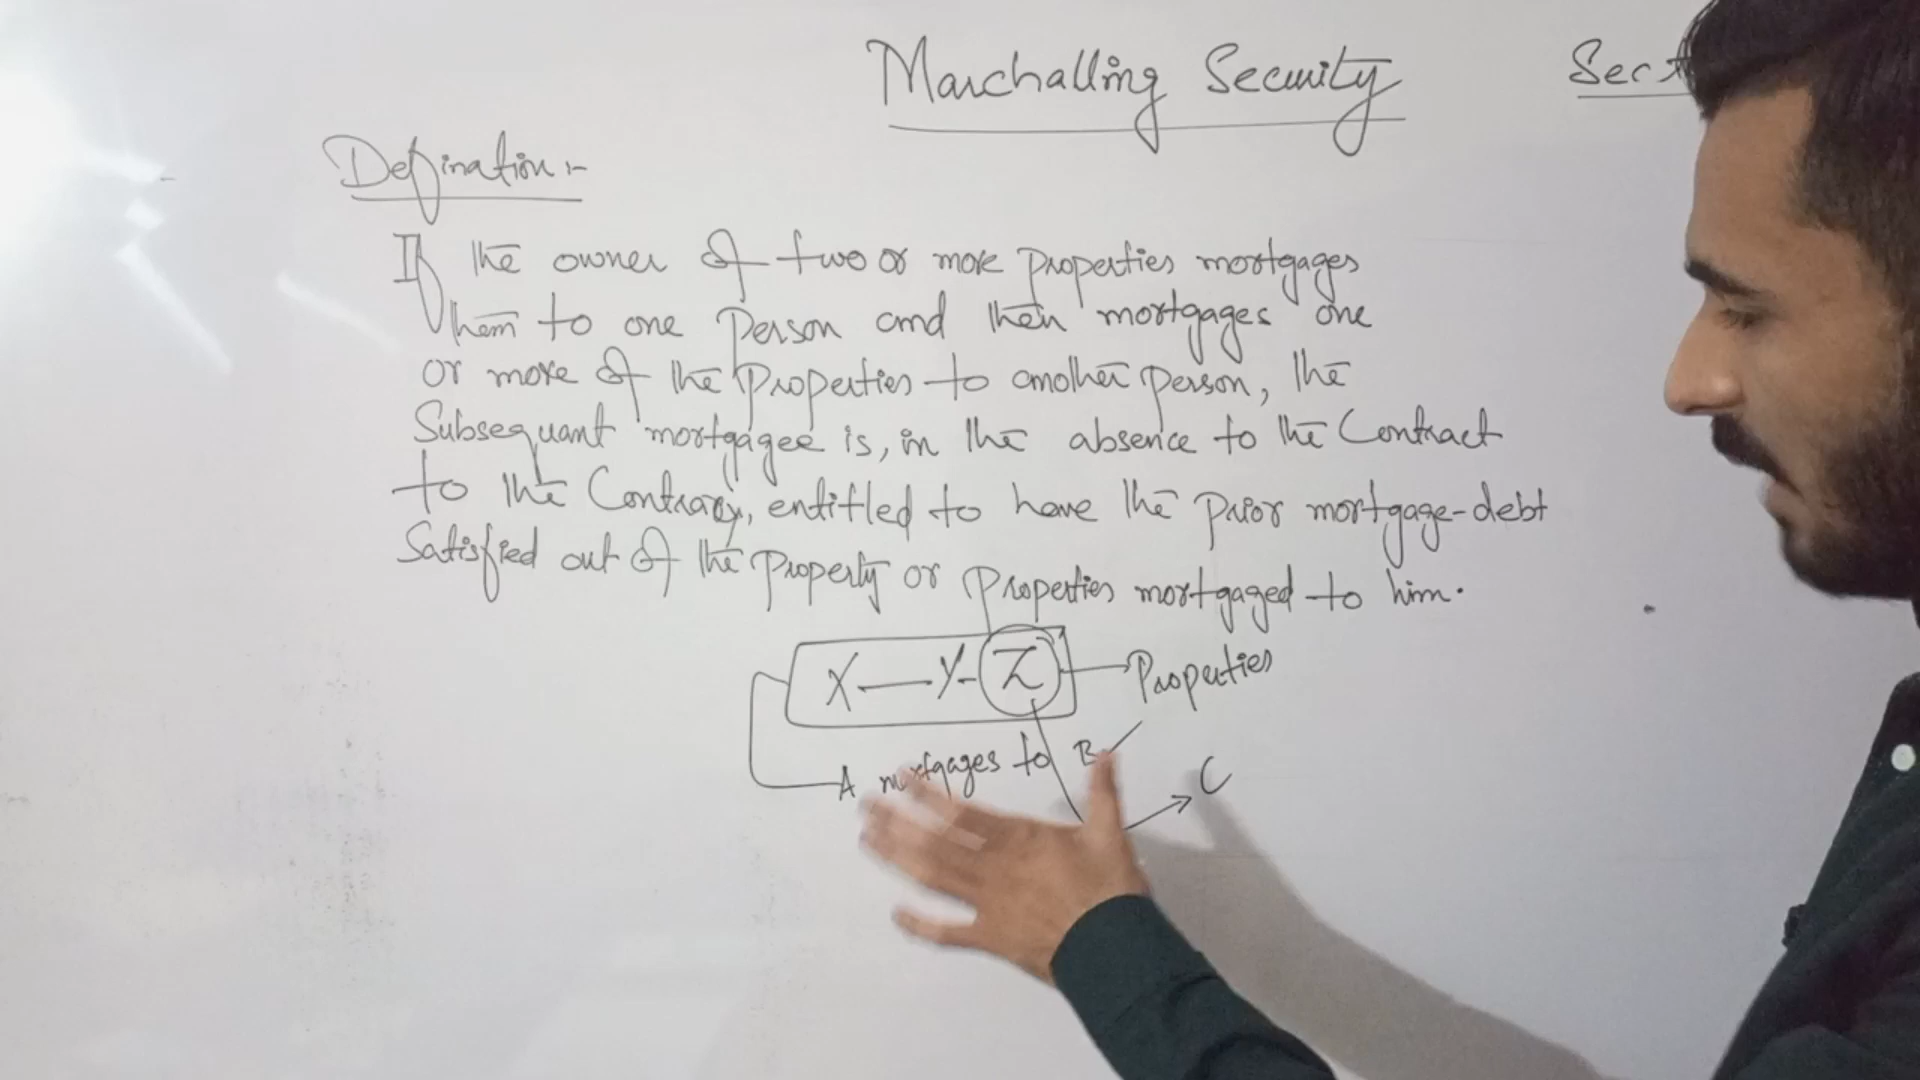 Marchalling Security
Sect
Defination:-
If the owner of two or more properties mortgages
them to one person and then mortgages one
or more of the properties to another person, the
Subsequant mortgagee is, in the absence to the Contract
to the Contrary, entitled to have the prior mortgage-debt
Satisfied out of the property or properties mortgaged to him.
X — Y - Z → Properties
A mortgages to B
C